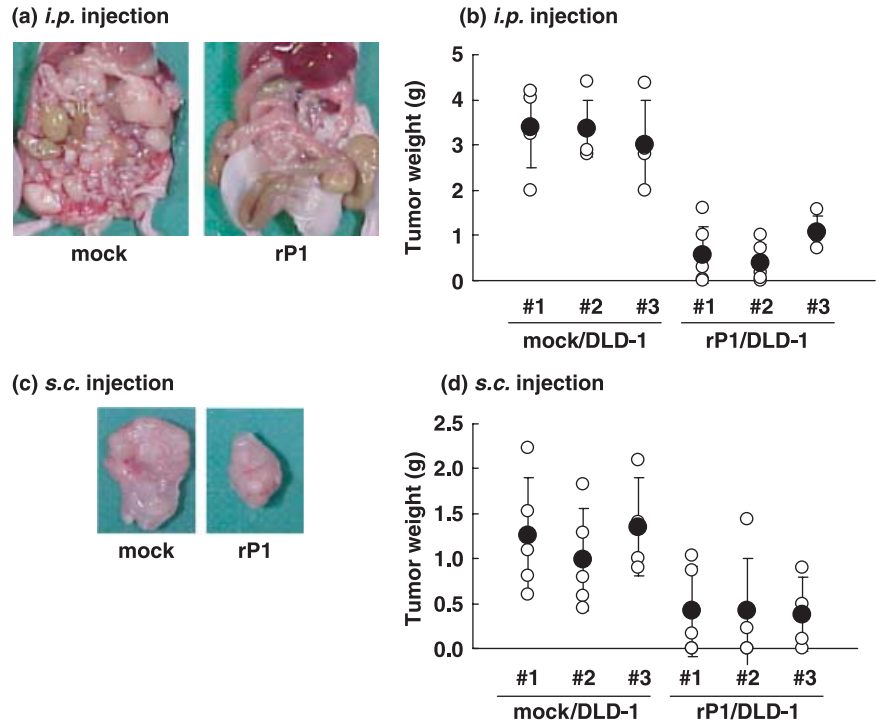 (a) i.p. injection
mock rP1
(b)
Tumor weight (g)
5
4
3
2
1
0
#1 #2 #3 #1 #2 #3
mock/DLD-1 rP1/DLD-1
(c) s.c. injection
mock rP1
(d) s.c. injection
Tumor weight (g)
2.5
2.0
1.5
1.0
0.5
0.0
#1 #2 #3 #1 #2 #3
mock/DLD-1 rP1/DLD-1